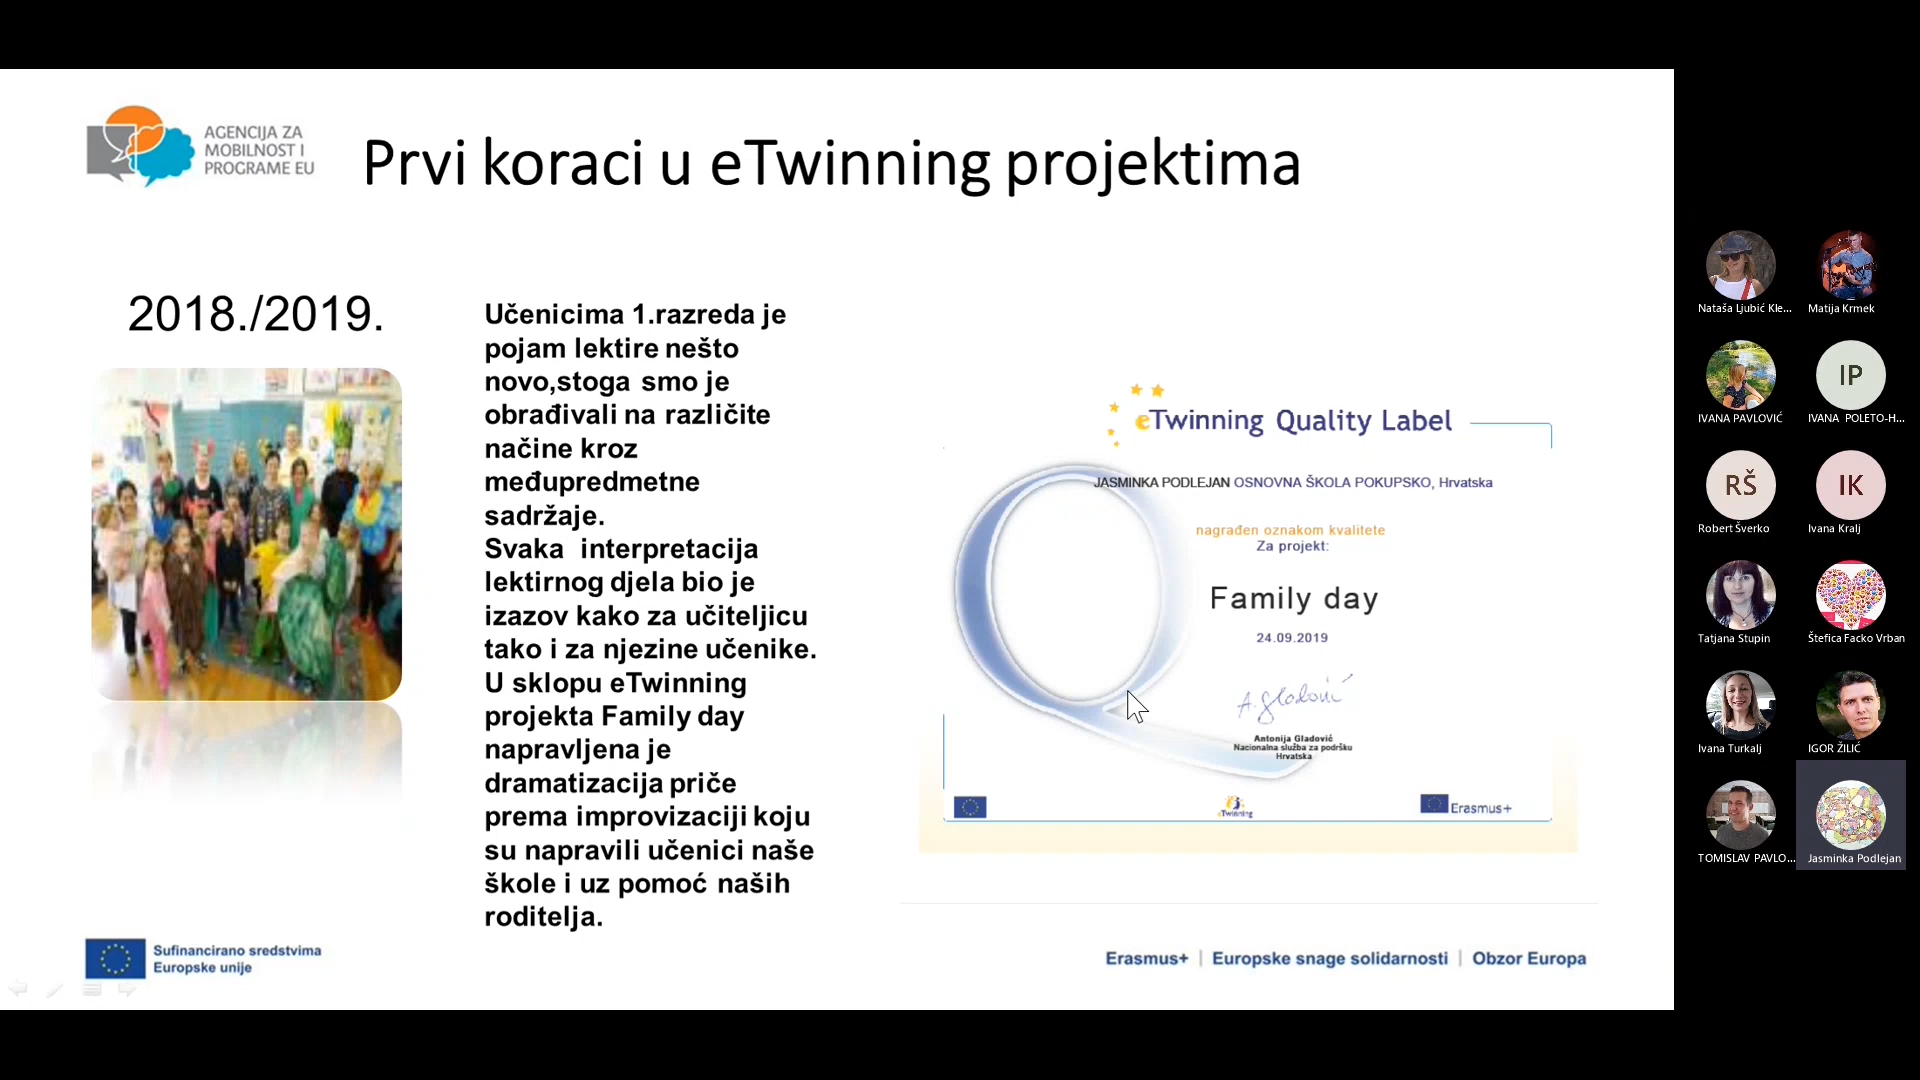 AGENCIJA ZA
MOBILNOST I
PROGRAME EU
Prvi koraci u eTwinning projektima
2018./2019.
Učenicima 1.razreda je
pojam lektire nešto
novo,stoga smo je
obrađivali na različite
načine kroz
međupredmetne
sadržaje.
Svaka  interpretacija
lektirnog djela bio je
izazov kako za učiteljicu
tako i za njezine učenike.
U sklopu eTwinning
projekta Family day
napravljena je
dramatizacija priče
prema improvizaciji koju
su napravili učenici naše
škole i uz pomoć naših
roditelja.
eTwinning Quality Label
JASMINKA PODLEJAN OSNOVNA ŠKOLA POKUPSKO, Hrvatska
nagrađen oznakom kvalitete
Za projekt:
Family day
24.09.2019
A. Gladović
Antonija Gladović
Nacionalna služba za podršku
Hrvatska
eTwinning
Erasmus+
Sufinancirano sredstvima
Europske unije
Erasmus+ | Europske snage solidarnosti | Obzor Europa
Nataša Ljubić Kle...
Matija Krmek
IVANA PAVLOVIĆ
IP
IVANA  POLETO-H...
RŠ
Robert Šverko
IK
Ivana Kralj
Tatjana Stupin
Štefica Facko Vrban
Ivana Turkalj
IGOR ŽILIĆ
TOMISLAV PAVLO...
Jasminka Podlejan